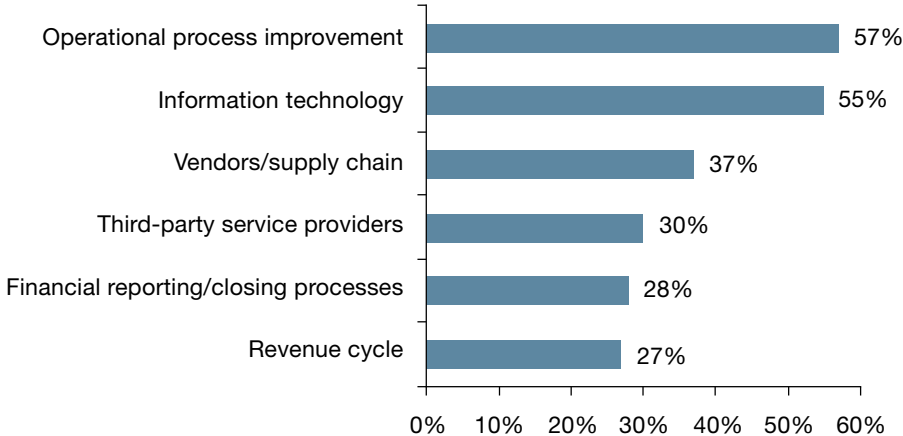 Operational process improvement 57%
Information technology 55%
Vendors/supply chain 37%
Third-party service providers 30%
Financial reporting/closing processes 28%
Revenue cycle 27%
0% 10% 20% 30% 40% 50% 60%